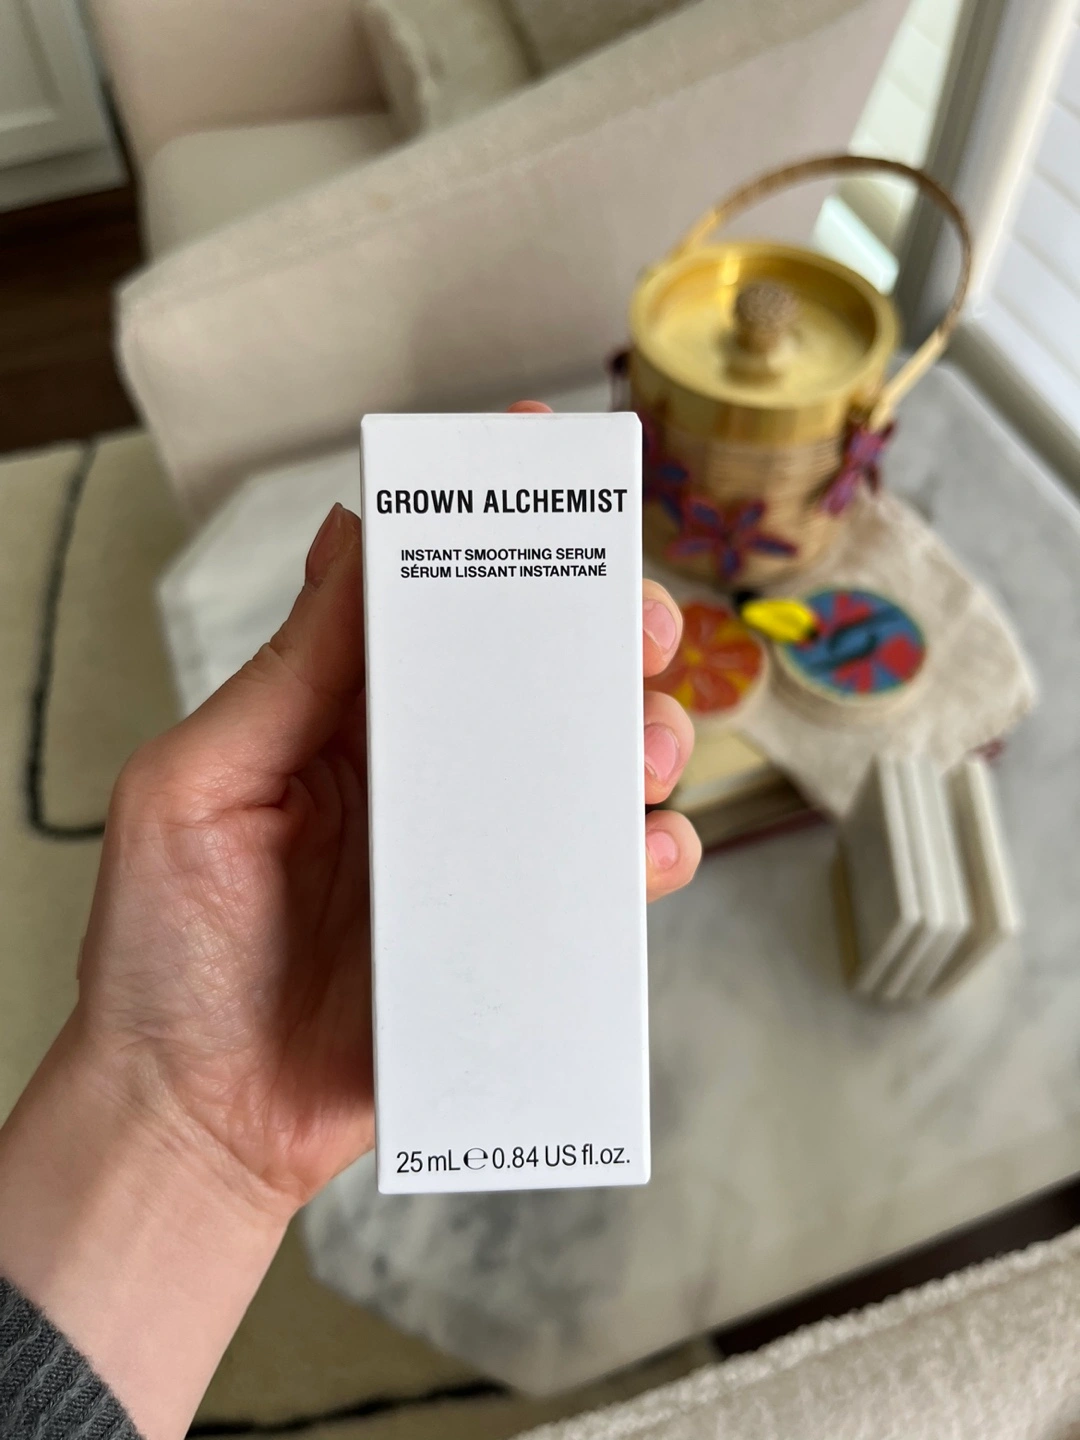 GROWN ALCHEMIST
INSTANT SMOOTHING SERUM
SÉRUM LISSANT INSTANTANÉ
25 mL ℮ 0.84 US fl.oz.